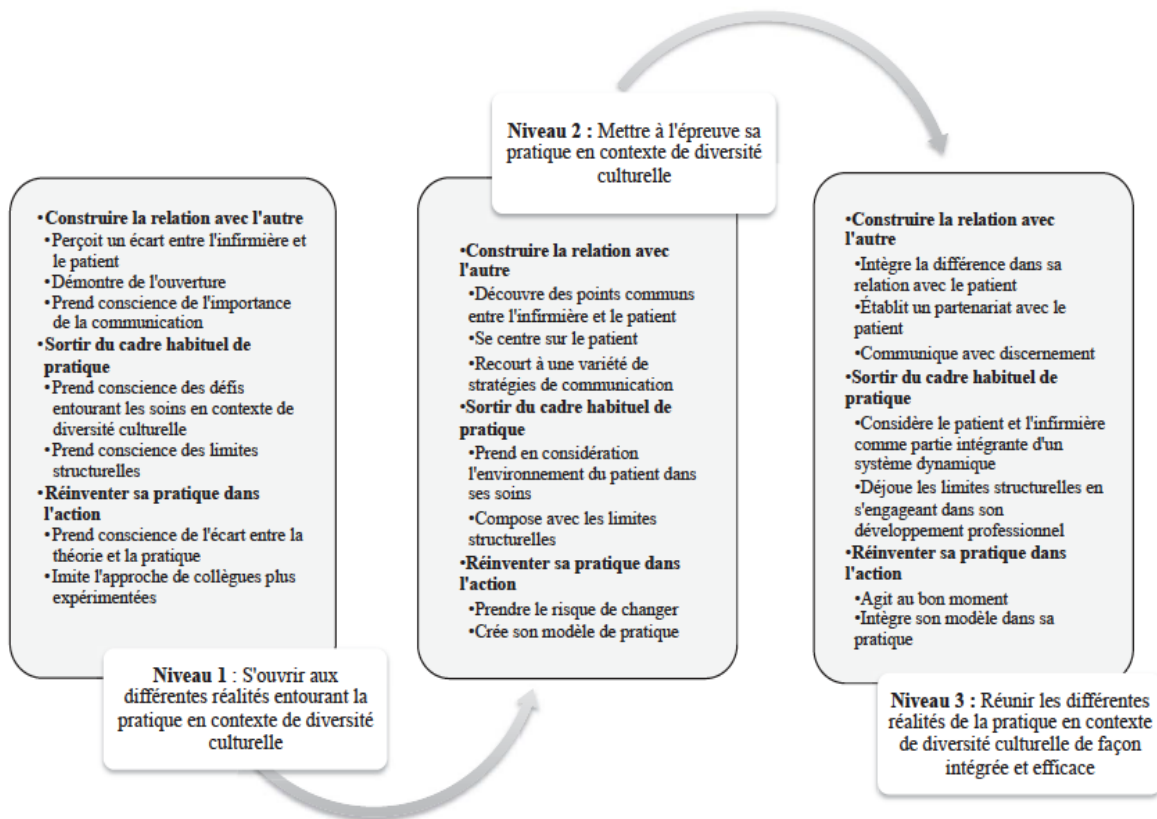 •Construire la relation avec l'autre
•Perçoit un écart entre l'infirmière et
le patient
•Démontre de l'ouverture
•Prend conscience de l'importance
de la communication
•Sortir du cadre habituel de
pratique
•Prend conscience des défis
entourant les soins en contexte de
diversité culturelle
•Prend conscience des limites
structurelles
•Réinventer sa pratique dans
l'action
•Prend conscience de l'écart entre la
théorie et la pratique
•Imite l'approche de collègues plus
expérimentées
Niveau 1 : S'ouvrir aux
différentes réalités entourant la
pratique en contexte de diversité
culturelle
Niveau 2 : Mettre à l'épreuve sa
pratique en contexte de diversité
culturelle
•Construire la relation avec
l'autre
•Découvre des points communs
entre l'infirmière et le patient
•Se centre sur le patient
•Recourt à une variété de
stratégies de communication
•Sortir du cadre habituel de
pratique
•Prend en considération
l'environnement du patient dans
ses soins
•Compose avec les limites
structurelles
•Réinventer sa pratique dans
l'action
•Prendre le risque de changer
•Crée son modèle de pratique
•Construire la relation avec
l'autre
•Intègre la différence dans sa
relation avec le patient
•Établit un partenariat avec le
patient
•Communique avec discernement
•Sortir du cadre habituel de
pratique
•Considère le patient et l'infirmière
comme partie intégrante d'un
système dynamique
•Déjoue les limites structurelles en
s'engageant dans son
développement professionnel
•Réinventer sa pratique dans
l'action
•Agit au bon moment
•Intègre son modèle dans sa
pratique
Niveau 3 : Réunir les différentes
réalités de la pratique en contexte
de diversité culturelle de façon
intégrée et efficace